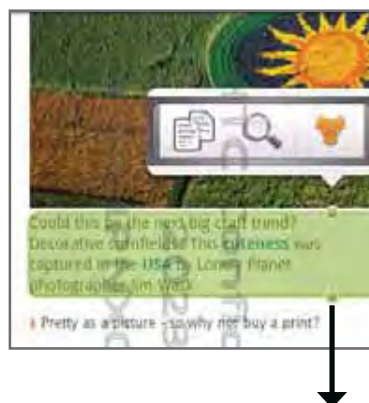 Could this be the next big craft trend?
Decorative cornfields! This cuteness was
captured in the USA by Lonely Planet
photographer Jim Wark
Pretty as a picture - so why not buy a print?